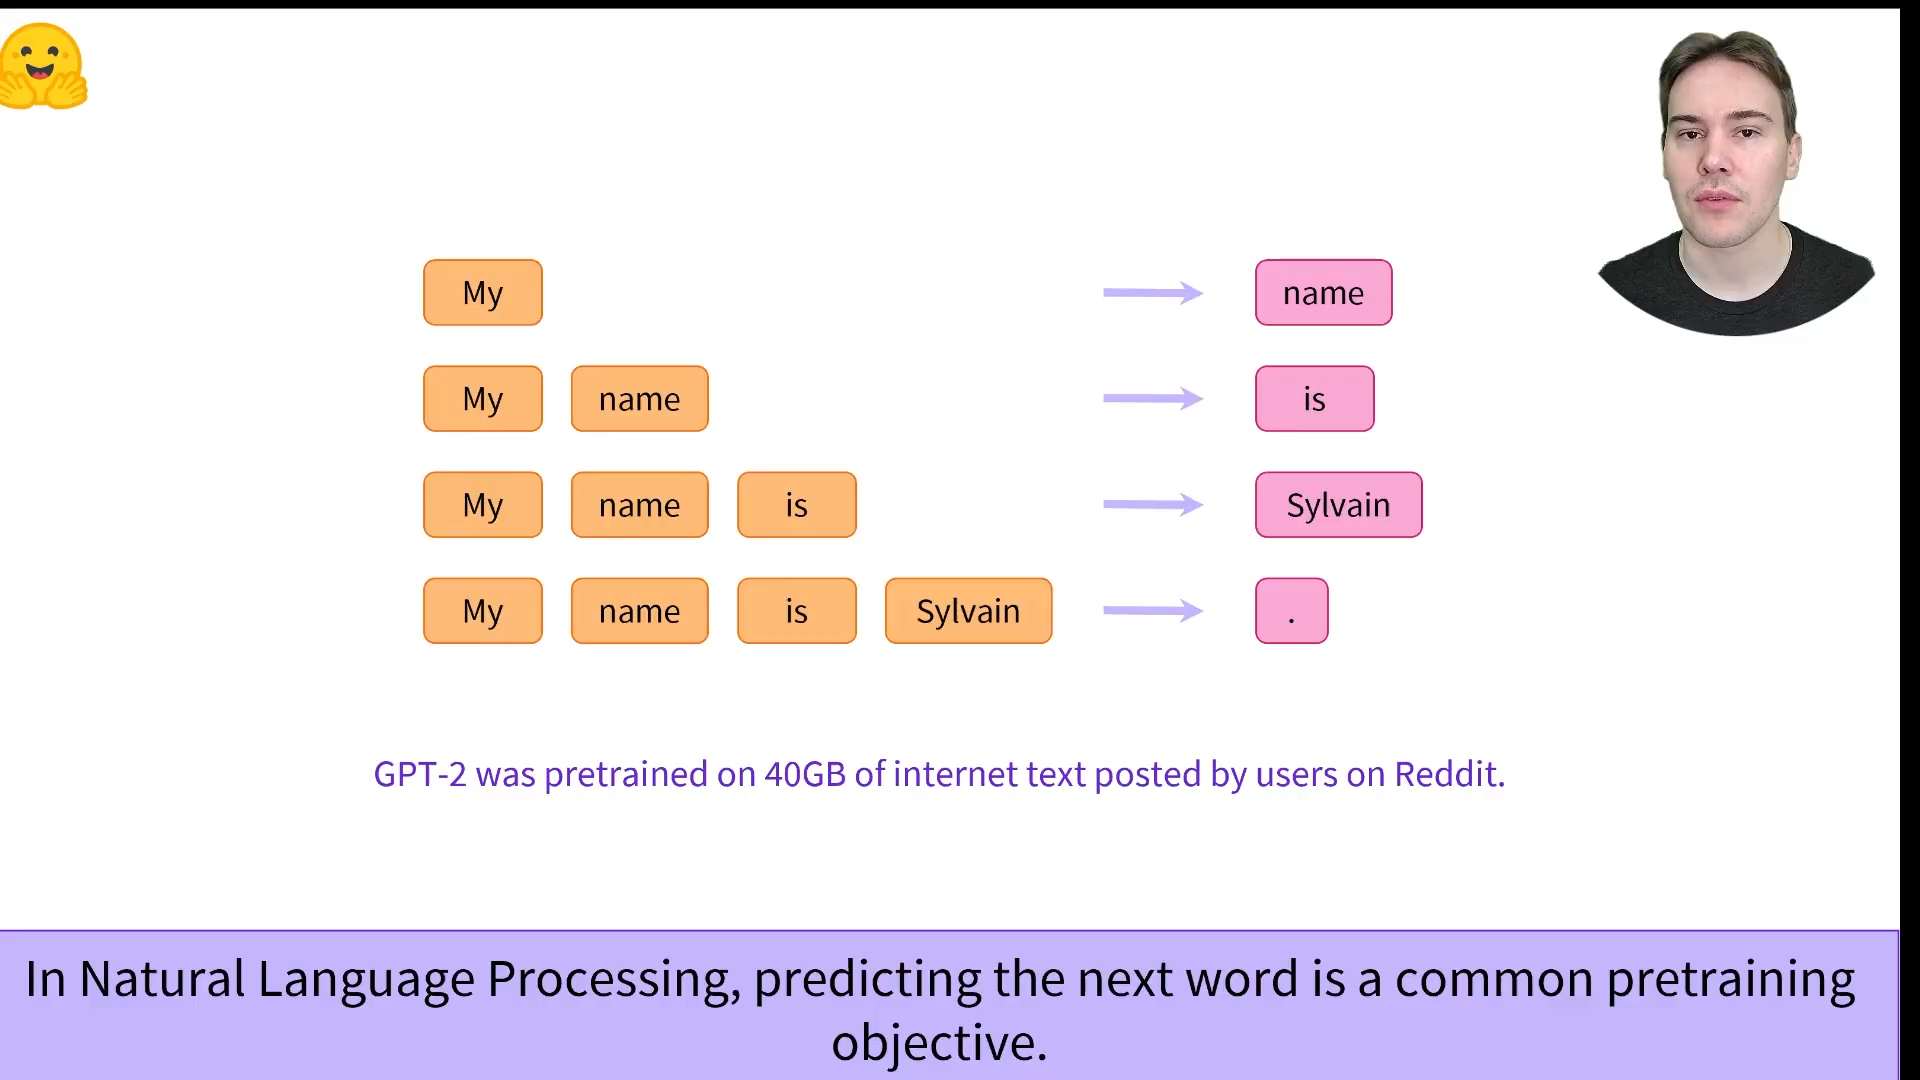 My name
My name is
My name is Sylvain
My name is Sylvain .
GPT-2 was pretrained on 40GB of internet text posted by users on Reddit.
In Natural Language Processing, predicting the next word is a common pretraining
objective.